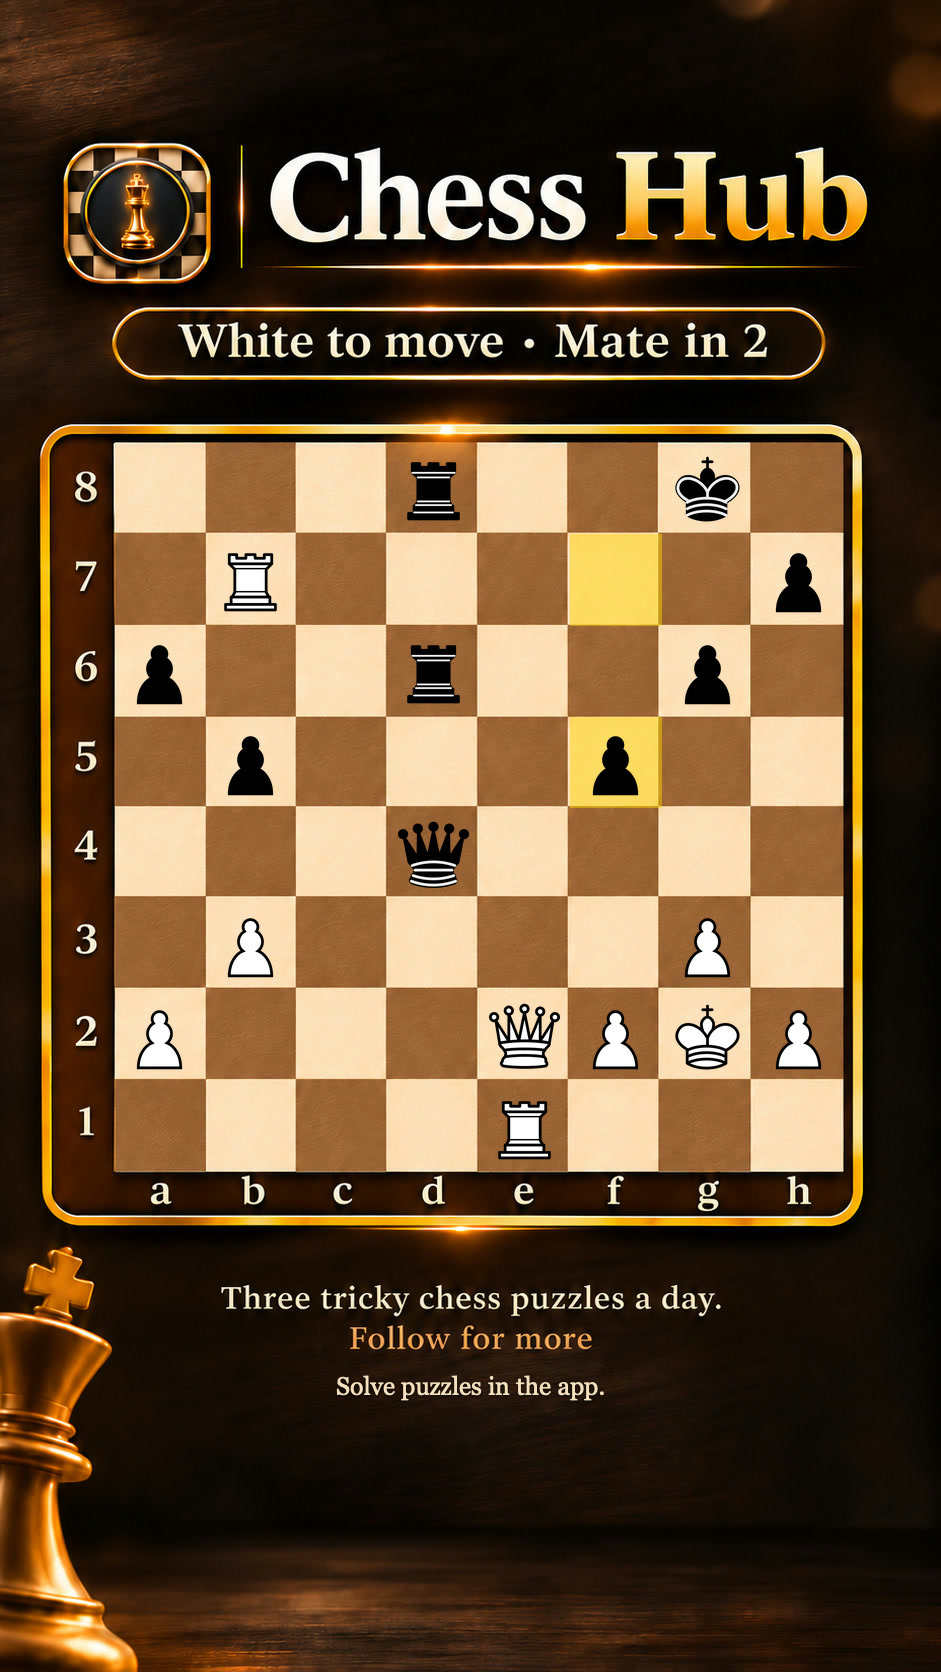 Chess Hub
White to move • Mate in 2
8
7
6
5
4
3
2
1
a b c d e f g h
Three tricky chess puzzles a day.
Follow for more
Solve puzzles in the app.